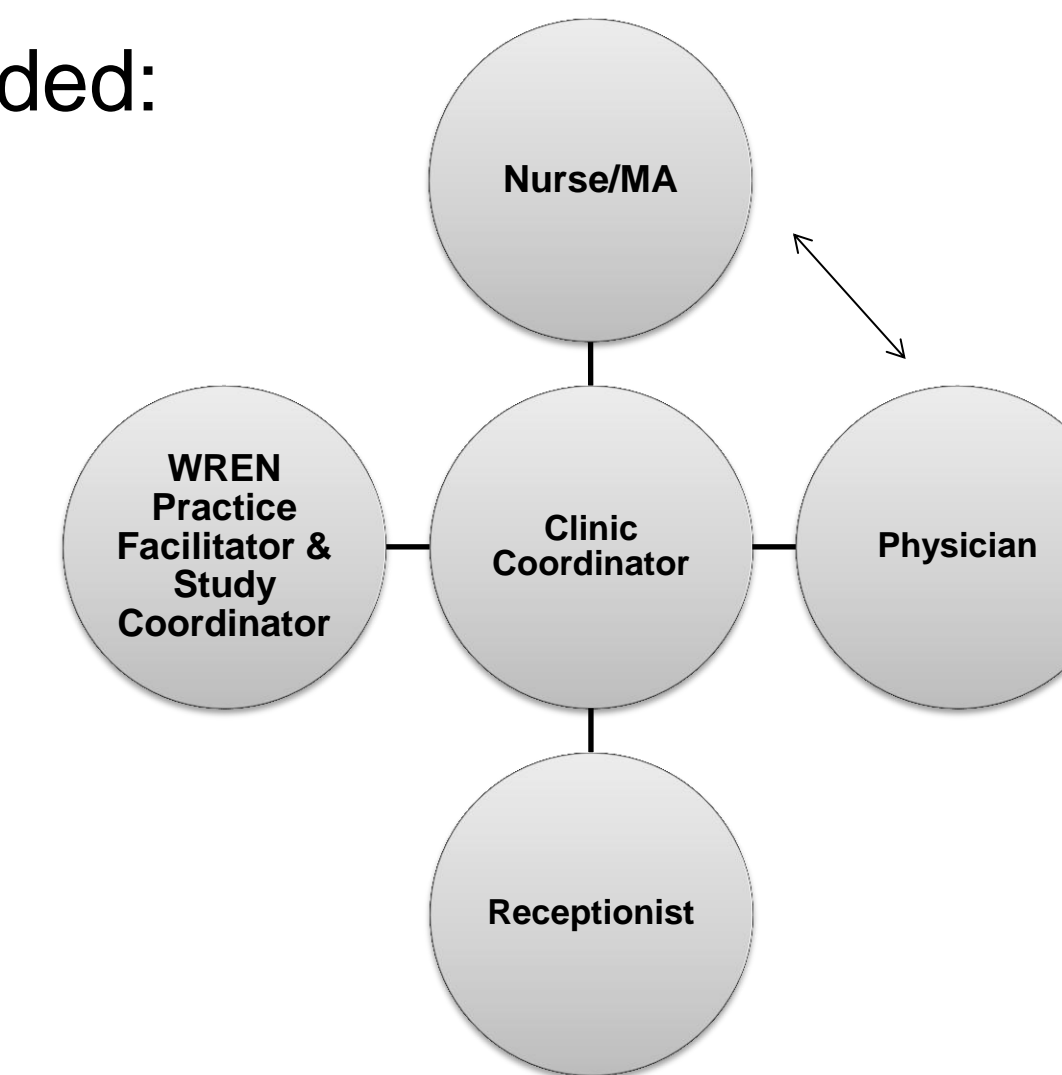 ded:
Nurse/MA
WREN
Practice
Facilitator &
Study
Coordinator
Clinic
Coordinator
Physician
Receptionist